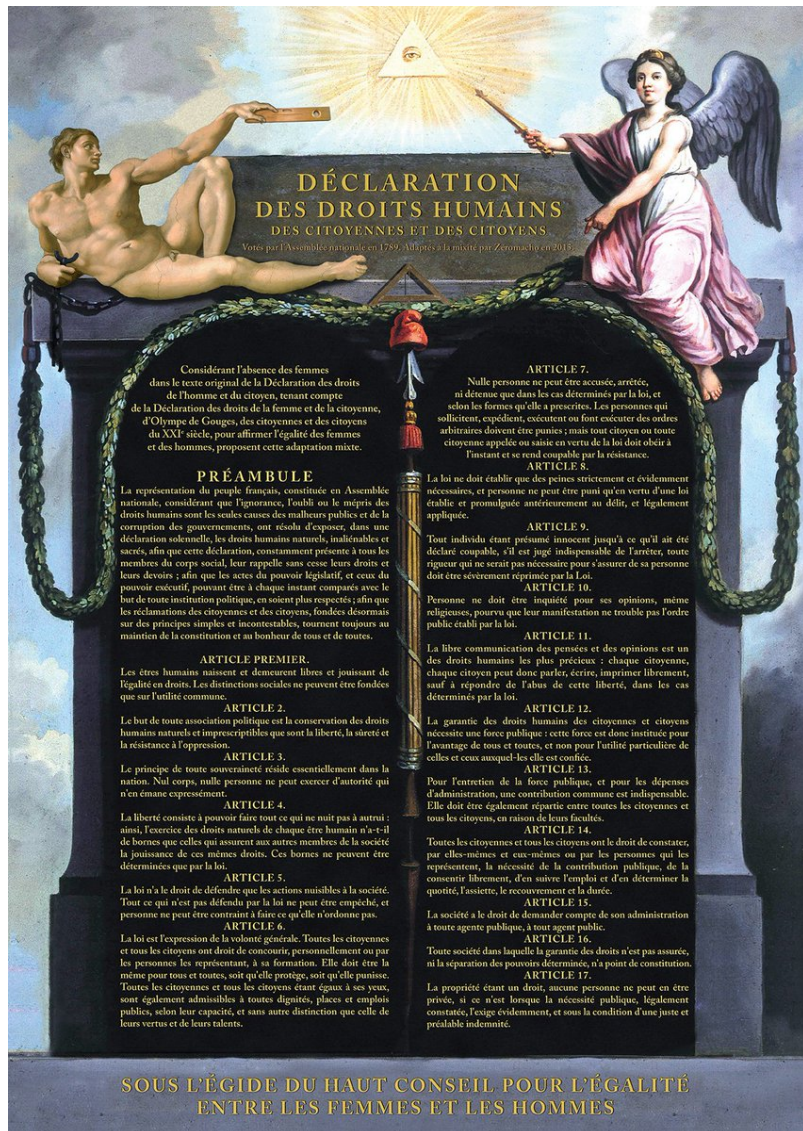 DÉCLARATION
DES DROITS HUMAINS
DES CITOYENNES ET DES CITOYENS
Votés par l'Assemblée nationale en 1789. Adaptés à la mixité par Zéromacho en 2015.
Considérant l'absence des femmes
dans le texte original de la Déclaration des droits
de l'homme et du citoyen, tenant compte
de la Déclaration des droits de la femme et de la citoyenne,
d'Olympe de Gouges, des citoyennes et des citoyens
du XXIe siècle, pour affirmer l'égalité des femmes
et des hommes, proposent cette adaptation mixte.
PRÉAMBULE
La représentation du peuple français, constituée en Assemblée
nationale, considérant que l'ignorance, l'oubli ou le mépris des
droits humains sont les seules causes des malheurs publics et de la
corruption des gouvernements, ont résolu d'exposer, dans une
déclaration solennelle, les droits humains naturels, inaliénables et
sacrés, afin que cette déclaration, constamment présente à tous les
membres du corps social, leur rappelle sans cesse leurs droits et
leurs devoirs ; afin que les actes du pouvoir législatif, et ceux du
pouvoir exécutif, pouvant être à chaque instant comparés avec le
but de toute institution politique, en soient plus respectés ; afin que
les réclamations des citoyennes et des citoyens, fondées désormais
sur des principes simples et incontestables, tournent toujours au
maintien de la constitution et au bonheur de tous et de toutes.
ARTICLE PREMIER.
Les êtres humains naissent et demeurent libres et jouissant de
l'égalité en droits. Les distinctions sociales ne peuvent être fondées
que sur l'utilité commune.
ARTICLE 2.
Le but de toute association politique est la conservation des droits
humains naturels et imprescriptibles que sont la liberté, la sûreté et
la résistance à l'oppression.
ARTICLE 3.
Le principe de toute souveraineté réside essentiellement dans la
nation. Nul corps, nulle personne ne peut exercer d'autorité qui
n'en émane expressément.
ARTICLE 4.
La liberté consiste à pouvoir faire tout ce qui ne nuit pas à autrui :
ainsi, l'exercice des droits naturels de chaque être humain n'a-t-il
de bornes que celles qui assurent aux autres membres de la société
la jouissance de ces mêmes droits. Ces bornes ne peuvent être
déterminées que par la loi.
ARTICLE 5.
La loi n'a le droit de défendre que les actions nuisibles à la société.
Tout ce qui n'est pas défendu par la loi ne peut être empêché, et
personne ne peut être contraint à faire ce qu'elle n'ordonne pas.
ARTICLE 6.
La loi est l'expression de la volonté générale. Toutes les citoyennes
et tous les citoyens ont droit de concourir, personnellement ou par
les personnes les représentant, à sa formation. Elle doit être la
même pour tous et toutes, soit qu'elle protège, soit qu'elle punisse.
Toutes les citoyennes et tous les citoyens étant égaux à ses yeux,
sont également admissibles à toutes dignités, places et emplois
publics, selon leur capacité, et sans autre distinction que celle de
leurs vertus et de leurs talents.
ARTICLE 7.
Nulle personne ne peut être accusée, arrêtée,
ni détenue que dans les cas déterminés par la loi, et
selon les formes qu'elle a prescrites. Les personnes qui
sollicitent, expédient, exécutent ou font exécuter des ordres
arbitraires doivent être punies ; mais tout citoyen ou toute
citoyenne appelée ou saisie en vertu de la loi doit obéir à
l'instant et se rend coupable par la résistance.
ARTICLE 8.
La loi ne doit établir que des peines strictement et évidemment
nécessaires, et personne ne peut être puni qu'en vertu d'une loi
établie et promulguée antérieurement au délit, et légalement
appliquée.
ARTICLE 9.
Tout individu étant présumé innocent jusqu'à ce qu'il ait été
déclaré coupable, s'il est jugé indispensable de l'arrêter, toute
rigueur qui ne serait pas nécessaire pour s'assurer de sa personne
doit être sévèrement réprimée par la Loi.
ARTICLE 10.
Personne ne doit être inquiété pour ses opinions, même
religieuses, pourvu que leur manifestation ne trouble pas l'ordre
public établi par la loi.
ARTICLE 11.
La libre communication des pensées et des opinions est un
des droits humains les plus précieux : chaque citoyenne,
chaque citoyen peut donc parler, écrire, imprimer librement,
sauf à répondre de l'abus de cette liberté, dans les cas
déterminés par la loi.
ARTICLE 12.
La garantie des droits humains des citoyennes et citoyens
nécessite une force publique : cette force est donc instituée pour
l'avantage de tous et toutes, et non pour l'utilité particulière de
celles et ceux auxquel-les elle est confiée.
ARTICLE 13.
Pour l'entretien de la force publique, et pour les dépenses
d'administration, une contribution commune est indispensable.
Elle doit être également répartie entre toutes les citoyennes et
tous les citoyens, en raison de leurs facultés.
ARTICLE 14.
Toutes les citoyennes et tous les citoyens ont le droit de constater,
par elles-mêmes et eux-mêmes ou par les personnes qui les
représentent, la nécessité de la contribution publique, de la
consentir librement, d'en suivre l'emploi et d'en déterminer la
quotité, l'assiette, le recouvrement et la durée.
ARTICLE 15.
La société a le droit de demander compte de son administration
à toute agente publique, à tout agent public.
ARTICLE 16.
Toute société dans laquelle la garantie des droits n'est pas assurée,
ni la séparation des pouvoirs déterminée, n'a point de constitution.
ARTICLE 17.
La propriété étant un droit, aucune personne ne peut en être
privée, si ce n'est lorsque la nécessité publique, légalement
constatée, l'exige évidemment, et sous la condition d'une juste et
préalable indemnité.
SOUS L'ÉGIDE DU HAUT CONSEIL POUR L'ÉGALITÉ
ENTRE LES FEMMES ET LES HOMMES